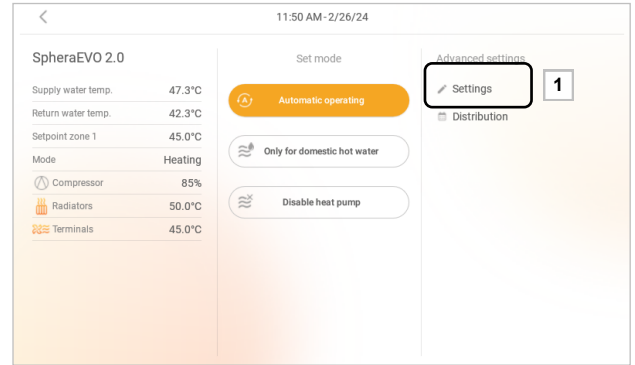 11:50 AM - 2/26/24
SpheraEVO 2.0
Supply water temp. 47.3°C
Return water temp. 42.3°C
Setpoint zone 1 45.0°C
Mode Heating
Compressor 85%
Radiators 50.0°C
Terminals 45.0°C
Set mode
A Automatic operating
Only for domestic hot water
Disable heat pump
Advanced settings
Settings
1
Distribution